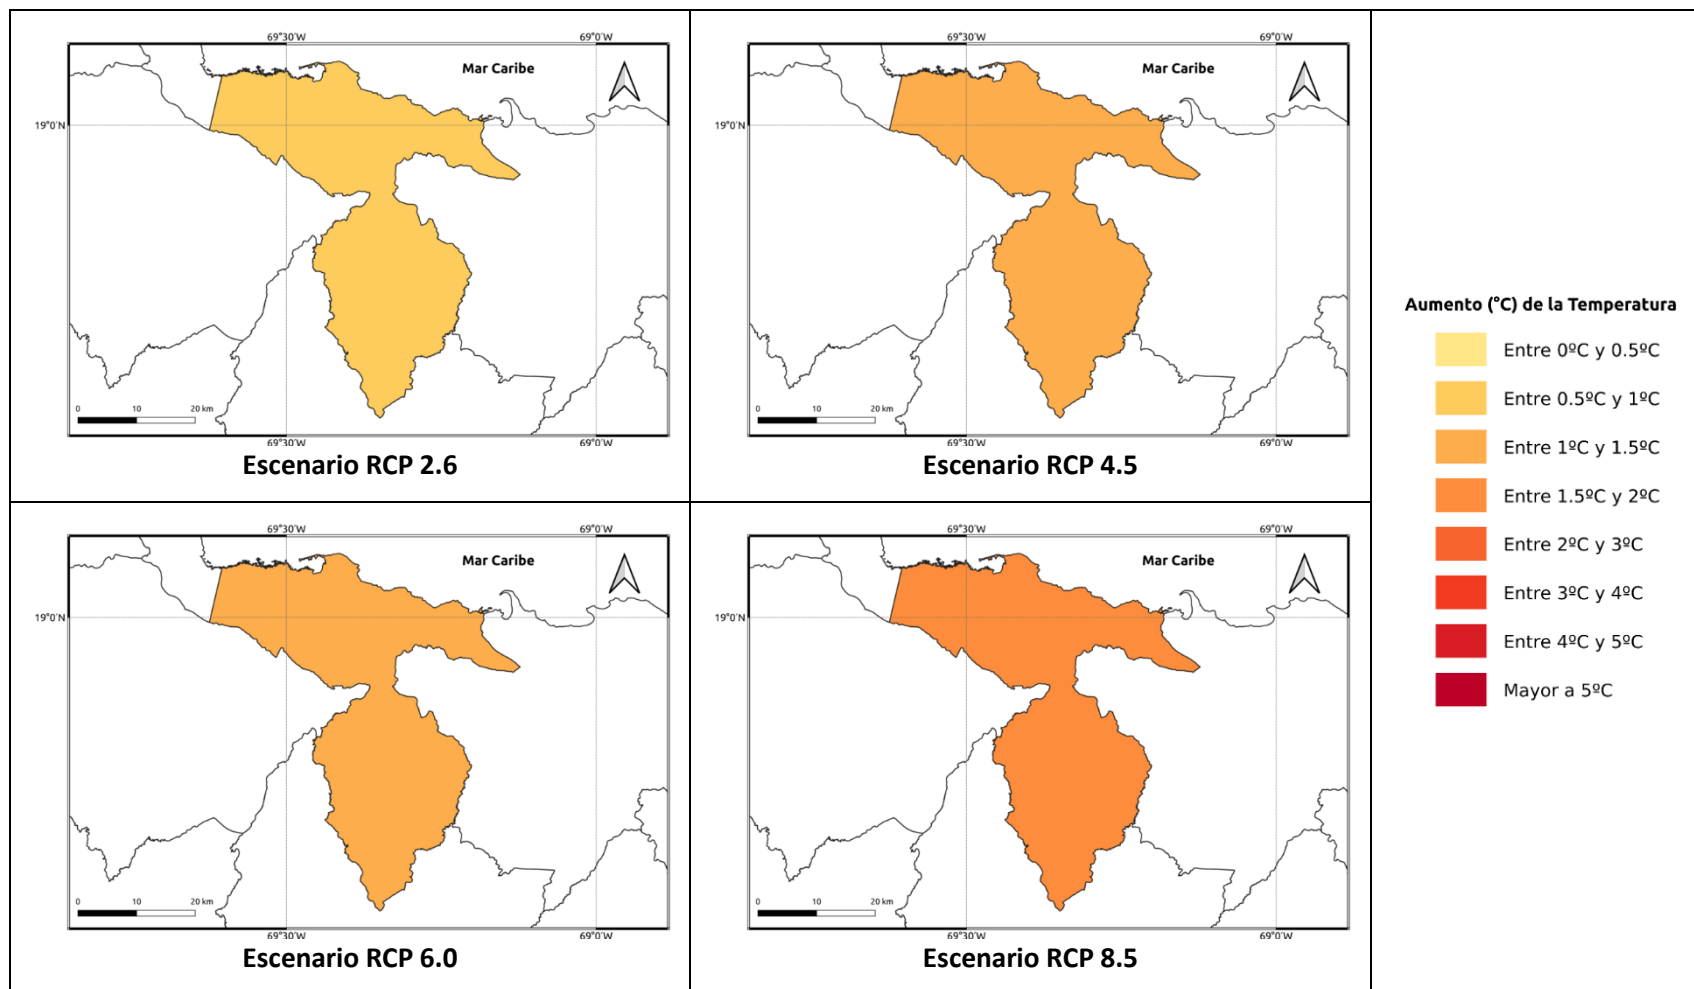 69°30'W 69°0'W
Mar Caribe
19°0'N
0 10 20 km
69°30'W 69°0'W
Escenario RCP 2.6
69°30'W 69°0'W
Mar Caribe
19°0'N
0 10 20 km
69°30'W 69°0'W
Escenario RCP 4.5
69°30'W 69°0'W
Mar Caribe
19°0'N
0 10 20 km
69°30'W 69°0'W
Escenario RCP 6.0
69°30'W 69°0'W
Mar Caribe
19°0'N
0 10 20 km
69°30'W 69°0'W
Escenario RCP 8.5
Aumento (°C) de la Temperatura
Entre 0ºC y 0.5ºC
Entre 0.5ºC y 1ºC
Entre 1ºC y 1.5ºC
Entre 1.5ºC y 2ºC
Entre 2ºC y 3ºC
Entre 3ºC y 4ºC
Entre 4ºC y 5ºC
Mayor a 5ºC